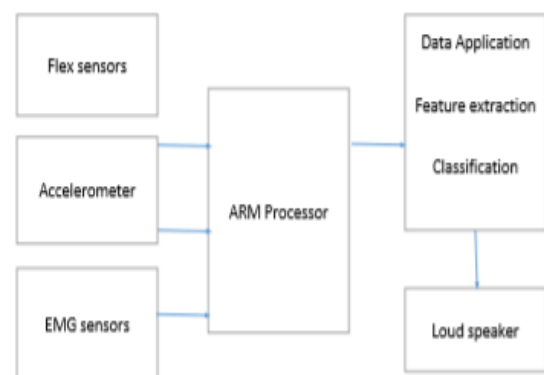 Flex sensors
Accelerometer
EMG sensors
ARM Processor
Data Application
Feature extraction
Classification
Loud speaker